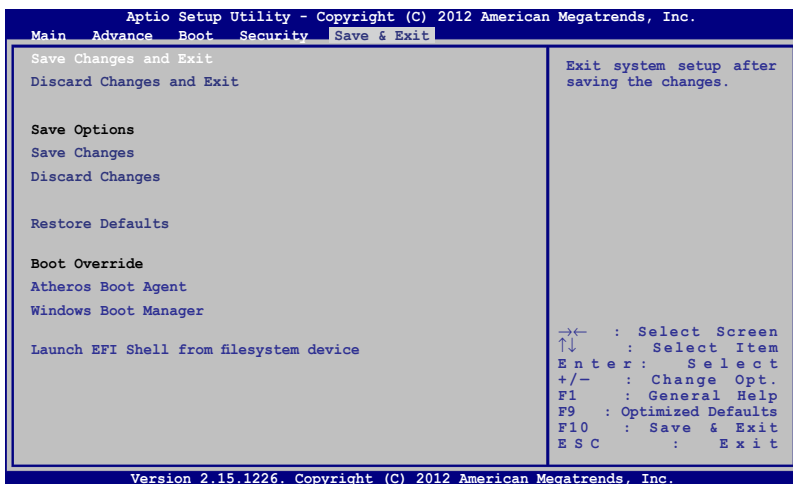 Aptio Setup Utility - Copyright (C) 2012 American Megatrends, Inc.
Main Advance Boot Security Save & Exit
Save Changes and Exit
Discard Changes and Exit
Save Options
Save Changes
Discard Changes
Restore Defaults
Boot Override
Atheros Boot Agent
Windows Boot Manager
Launch EFI Shell from filesystem device
Exit system setup after
saving the changes.
→← : Select Screen
↑↓ : Select Item
Enter: Select
+/— : Change Opt.
F1 : General Help
F9 : Optimized Defaults
F10 : Save & Exit
ESC : Exit
Version 2.15.1226. Copyright (C) 2012 American Megatrends, Inc.